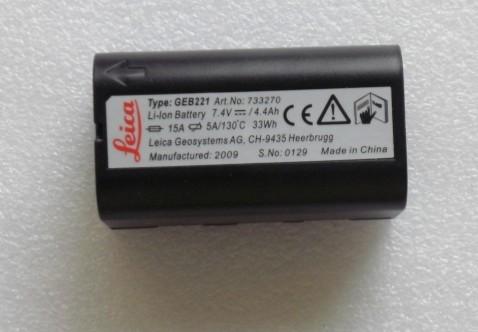 Leica
Type: GEB221 Art.No: 733270
Li-Ion Battery 7.4V / 4.4Ah
15A 5A/130°C 33Wh
Leica Geosystems AG, CH-9435 Heerbrugg
Manufactured: 2009 S.No: 0129 Made in China
CE